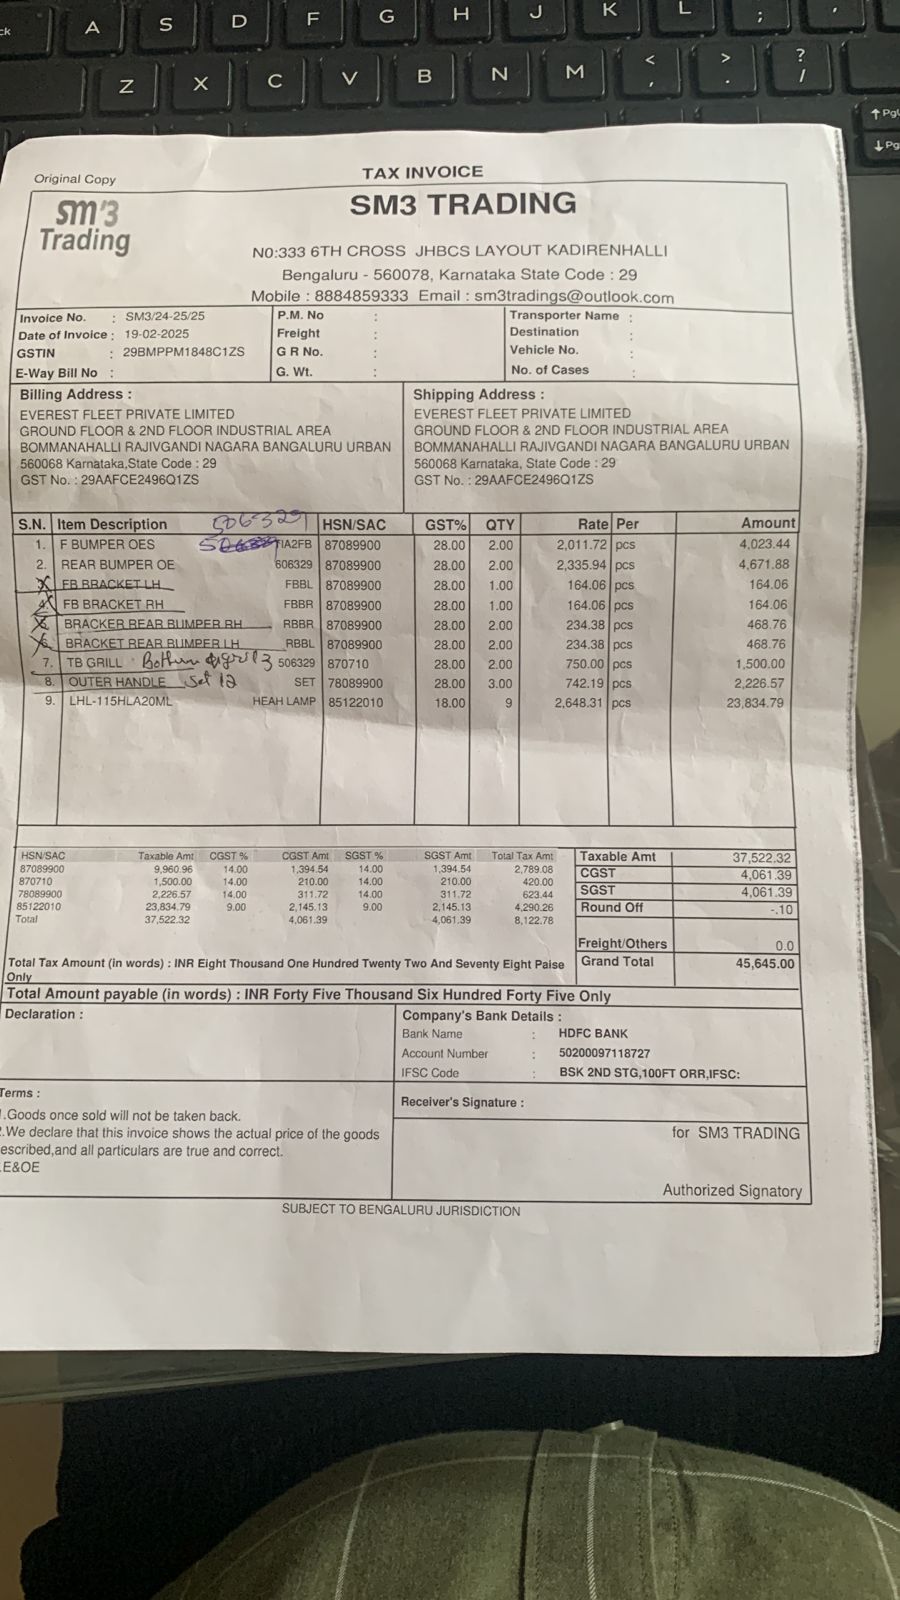 A S D F G H J K L ; '
Z X C V B N M < , > . ? /
Original Copy
TAX INVOICE
sm'3
Trading
SM3 TRADING
N0:333 6TH CROSS JHBCS LAYOUT KADIRENHALLI
Bengaluru - 560078, Karnataka State Code : 29
Mobile : 8884859333 Email : sm3tradings@outlook.com
Invoice No. : SM3/24-25/25 P.M. No : Transporter Name :
Date of Invoice : 19-02-2025 Freight : Destination :
GSTIN : 29BMPPM1848C1ZS G R No. : Vehicle No. :
E-Way Bill No : G. Wt. : No. of Cases :
Billing Address : Shipping Address :
EVEREST FLEET PRIVATE LIMITED EVEREST FLEET PRIVATE LIMITED
GROUND FLOOR & 2ND FLOOR INDUSTRIAL AREA GROUND FLOOR & 2ND FLOOR INDUSTRIAL AREA
BOMMANAHALLI RAJIVGANDI NAGARA BANGALURU URBAN BOMMANAHALLI RAJIVGANDI NAGARA BANGALURU URBAN
560068 Karnataka,State Code : 29 560068 Karnataka, State Code : 29
GST No. : 29AAFCE2496Q1ZS GST No. : 29AAFCE2496Q1ZS
S.N. Item Description 506329 HSN/SAC GST% QTY Rate Per Amount
1. F BUMPER OES TIA2FB 87089900 28.00 2.00 2,011.72 pcs 4,023.44
2. REAR BUMPER OE 606329 87089900 28.00 2.00 2,335.94 pcs 4,671.88
FB BRACKET LH FBBL 87089900 28.00 1.00 164.06 pcs 164.06
4. FB BRACKET RH FBBR 87089900 28.00 1.00 164.06 pcs 164.06
BRACKET REAR BUMPER RH RBBR 87089900 28.00 2.00 234.38 pcs 468.76
BRACKET REAR BUMPER LH RBBL 87089900 28.00 2.00 234.38 pcs 468.76
7. TB GRILL 506329 870710 28.00 2.00 750.00 pcs 1,500.00
8. OUTER HANDLE Set 12 SET 78089900 28.00 3.00 742.19 pcs 2,226.57
9. LHL-115HLA20ML HEAH LAMP 85122010 18.00 9 2,648.31 pcs 23,834.79
HSN/SAC Taxable Amt CGST % CGST Amt SGST % SGST Amt Total Tax Amt
87089900 9,960.96 14.00 1,394.54 14.00 1,394.54 2,789.08
870710 1,500.00 14.00 210.00 14.00 210.00 420.00
78089900 2,226.57 14.00 311.72 14.00 311.72 623.44
85122010 23,834.79 9.00 2,145.13 9.00 2,145.13 4,290.26
Total 37,522.32 4,061.39 4,061.39 8,122.78
Taxable Amt 37,522.32
CGST 4,061.39
SGST 4,061.39
Round Off -.10
Freight/Others 0.0
Grand Total 45,645.00
Total Tax Amount (in words) : INR Eight Thousand One Hundred Twenty Two And Seventy Eight Paise
Only
Total Amount payable (in words) : INR Forty Five Thousand Six Hundred Forty Five Only
Declaration : Company's Bank Details :
Bank Name : HDFC BANK
Account Number : 50200097118727
IFSC Code : BSK 2ND STG,100FT ORR,IFSC:
Terms : Receiver's Signature :
.Goods once sold will not be taken back.
.We declare that this invoice shows the actual price of the goods
escribed,and all particulars are true and correct.
.E&OE
for SM3 TRADING
Authorized Signatory
SUBJECT TO BENGALURU JURISDICTION